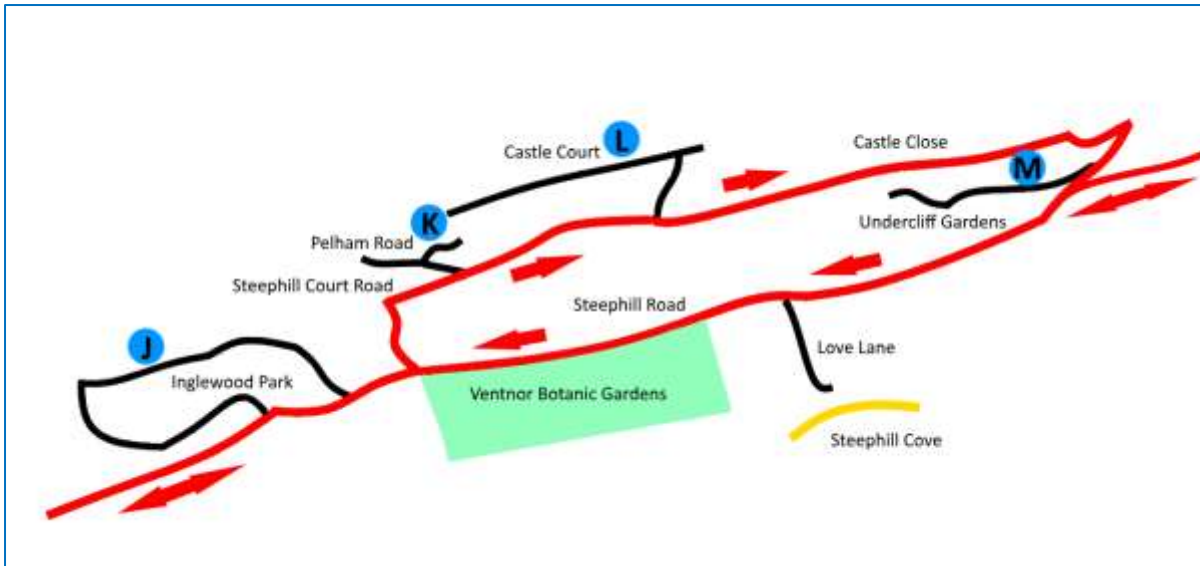 Castle Close
L
Castle Court
M
K
Undercliff Gardens
Pelham Road
Steephill Court Road
Steephill Road
J
Love Lane
Inglewood Park
Ventnor Botanic Gardens
Steephill Cove